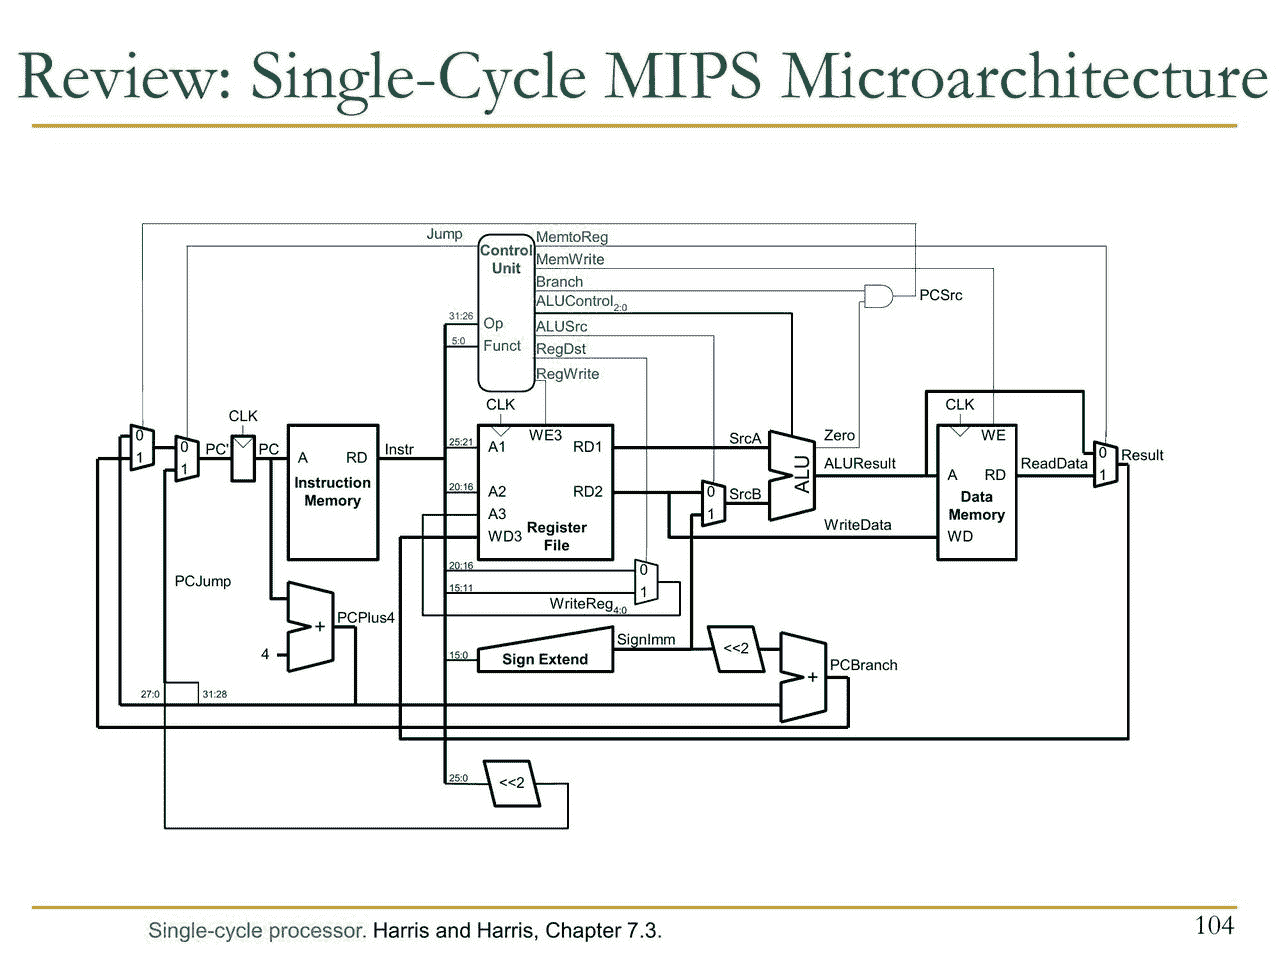 Review: Single-Cycle MIPS Microarchitecture
Jump
Control
Unit
MemtoReg
MemWrite
Branch
ALUControl2:0
ALUSrc
RegDst
RegWrite
PCSrc
31:26
Op
5:0
Funct
CLK
CLK
CLK
0
1
0
1
PC'
PC
A
RD
Instruction
Memory
Instr
25:21
A1
WE3
RD1
20:16
A2
RD2
A3
WD3
Register
File
SrcA
0
1
SrcB
ALU
Zero
ALUResult
WriteData
WE
A
RD
Data
Memory
WD
ReadData
0
1
Result
20:16
15:11
0
1
WriteReg4:0
PCJump
4
+
PCPlus4
15:0
Sign Extend
SignImm
<<2
+
PCBranch
27:0
31:28
25:0
<<2
Single-cycle processor. Harris and Harris, Chapter 7.3.
104